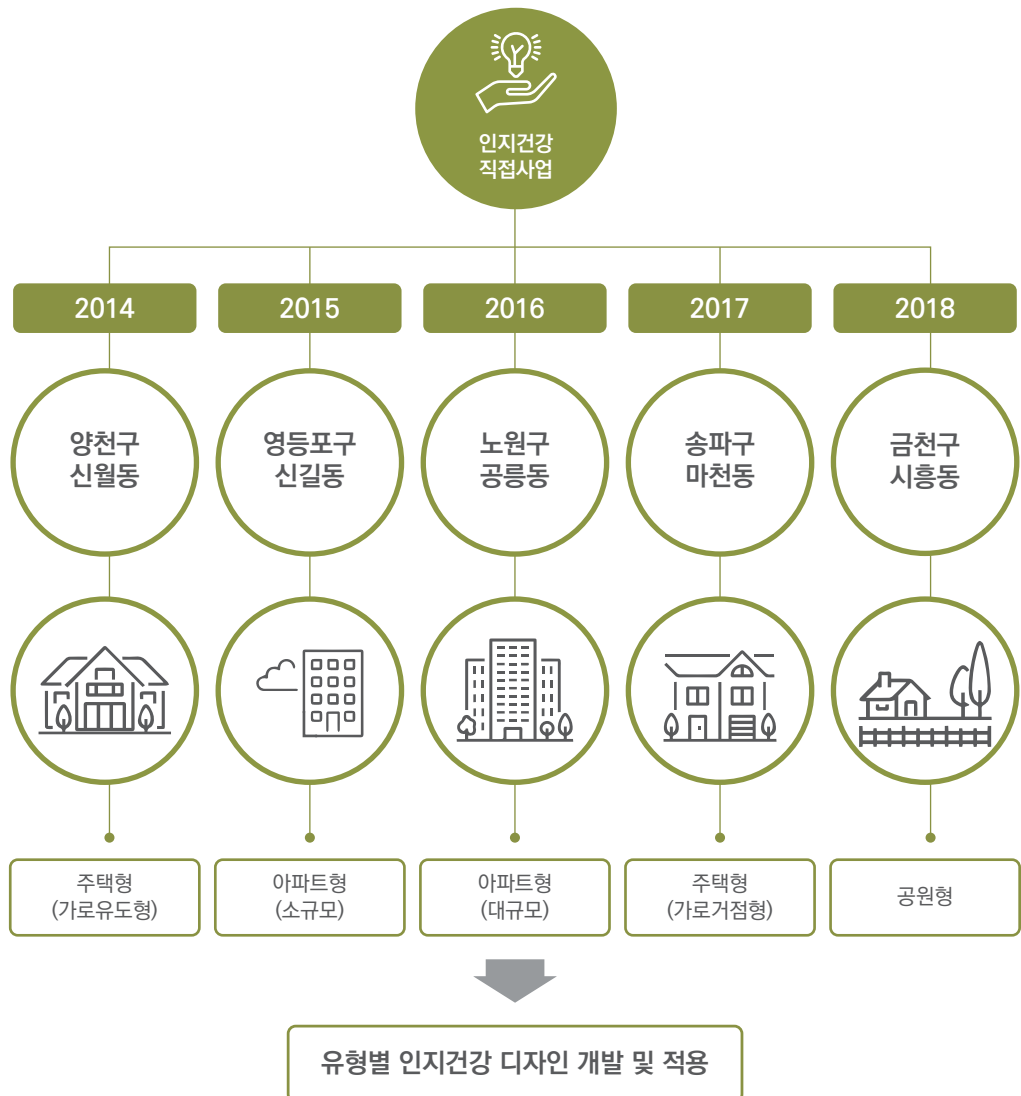 인지건강
직접사업
2014
2015
2016
2017
2018
양천구
신월동
영등포구
신길동
노원구
공릉동
송파구
마천동
금천구
시흥동
주택형
(가로유도형)
아파트형
(소규모)
아파트형
(대규모)
주택형
(가로거점형)
공원형
유형별 인지건강 디자인 개발 및 적용